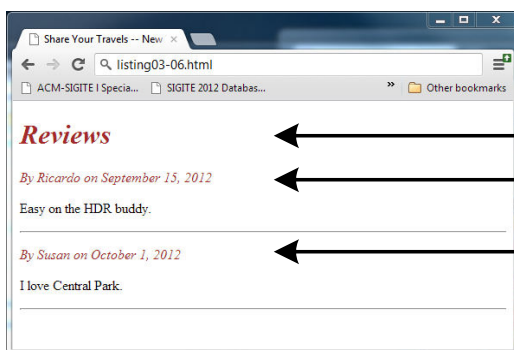 Share Your Travels -- New
listing03-06.html
ACM-SIGITE I Specia... SIGITE 2012 Databas... » Other bookmarks
Reviews
By Ricardo on September 15, 2012
Easy on the HDR buddy.
By Susan on October 1, 2012
I love Central Park.